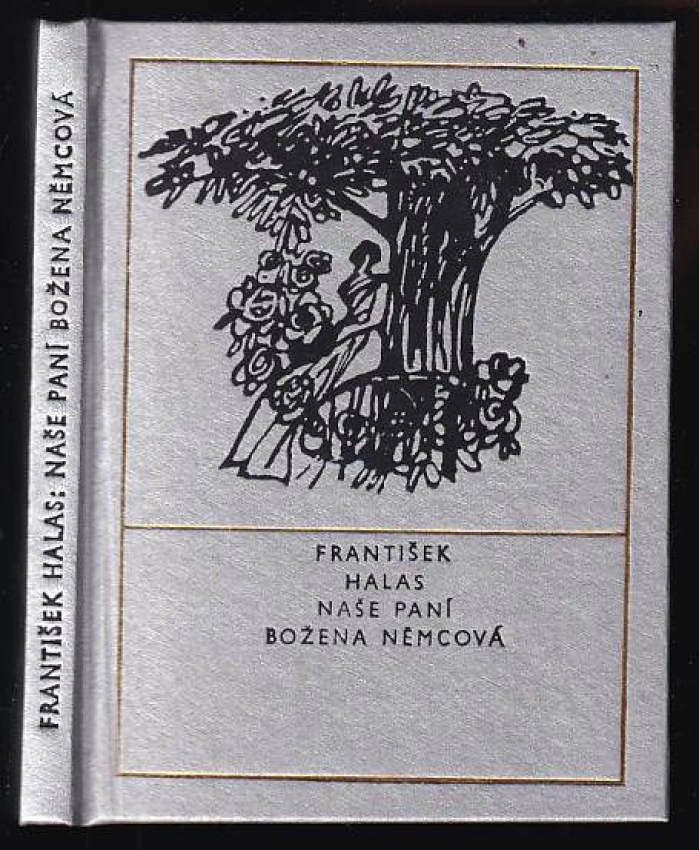 FRANTIŠEK HALAS: NAŠE PANÍ BOŽENA NĚMCOVÁ
FRANTIŠEK
HALAS
NAŠE PANÍ
BOŽENA NĚMCOVÁ